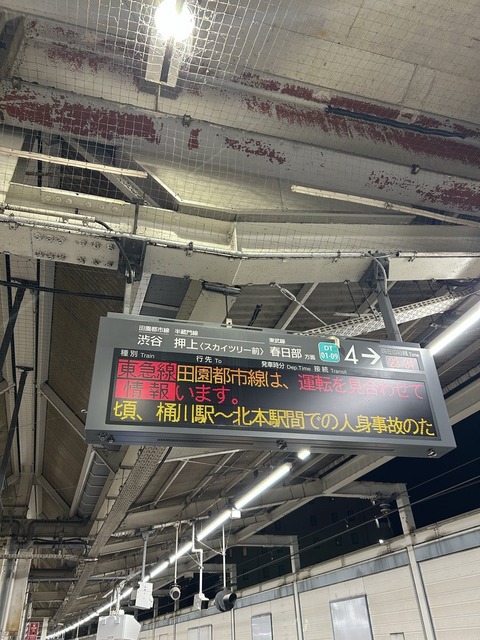 田園都市線 半蔵門線 東武線
渋谷 押上〈スカイツリー前〉 春日部 方面 DT 01-09 4→
種別 Train 行先 To 発車時分 Dep.Time 接続 Transit Time
東急線田園都市線は、運転を見合わせて
情報います。
頃、桶川駅〜北本駅間での人身事故のた